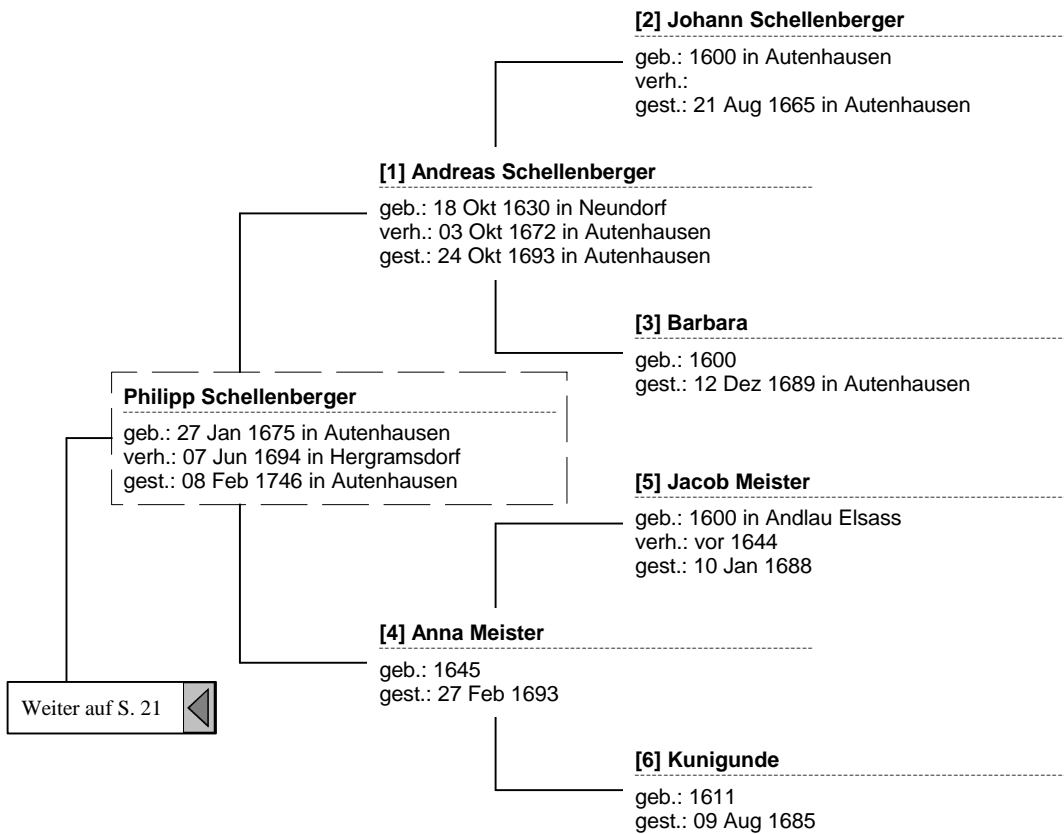 [2] Johann Schellenberger
geb.: 1600 in Autenhausen
verh.:
gest.: 21 Aug 1665 in Autenhausen
[1] Andreas Schellenberger
geb.: 18 Okt 1630 in Neundorf
verh.: 03 Okt 1672 in Autenhausen
gest.: 24 Okt 1693 in Autenhausen
[3] Barbara
geb.: 1600
gest.: 12 Dez 1689 in Autenhausen
Philipp Schellenberger
geb.: 27 Jan 1675 in Autenhausen
verh.: 07 Jun 1694 in Hergramsdorf
gest.: 08 Feb 1746 in Autenhausen
[5] Jacob Meister
geb.: 1600 in Andlau Elsass
verh.: vor 1644
gest.: 10 Jan 1688
[4] Anna Meister
geb.: 1645
gest.: 27 Feb 1693
Weiter auf S. 21
[6] Kunigunde
geb.: 1611
gest.: 09 Aug 1685